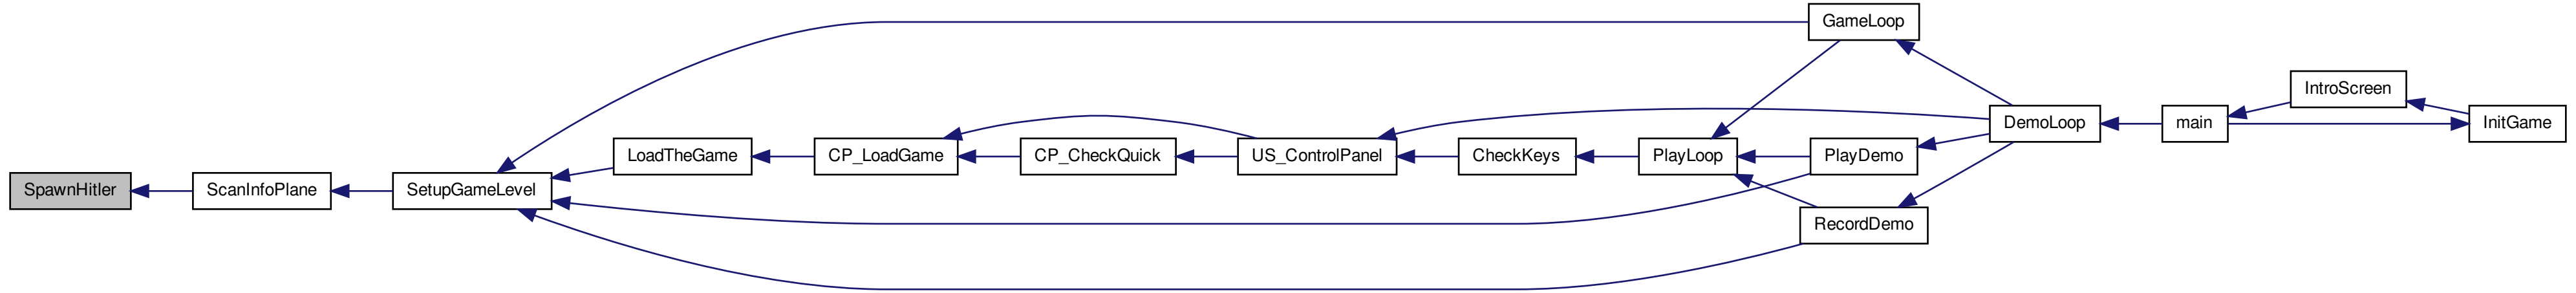 SpawnHitler
ScanInfoPlane
SetupGameLevel
LoadTheGame
CP_LoadGame
CP_CheckQuick
US_ControlPanel
CheckKeys
PlayLoop
GameLoop
PlayDemo
RecordDemo
DemoLoop
main
IntroScreen
InitGame